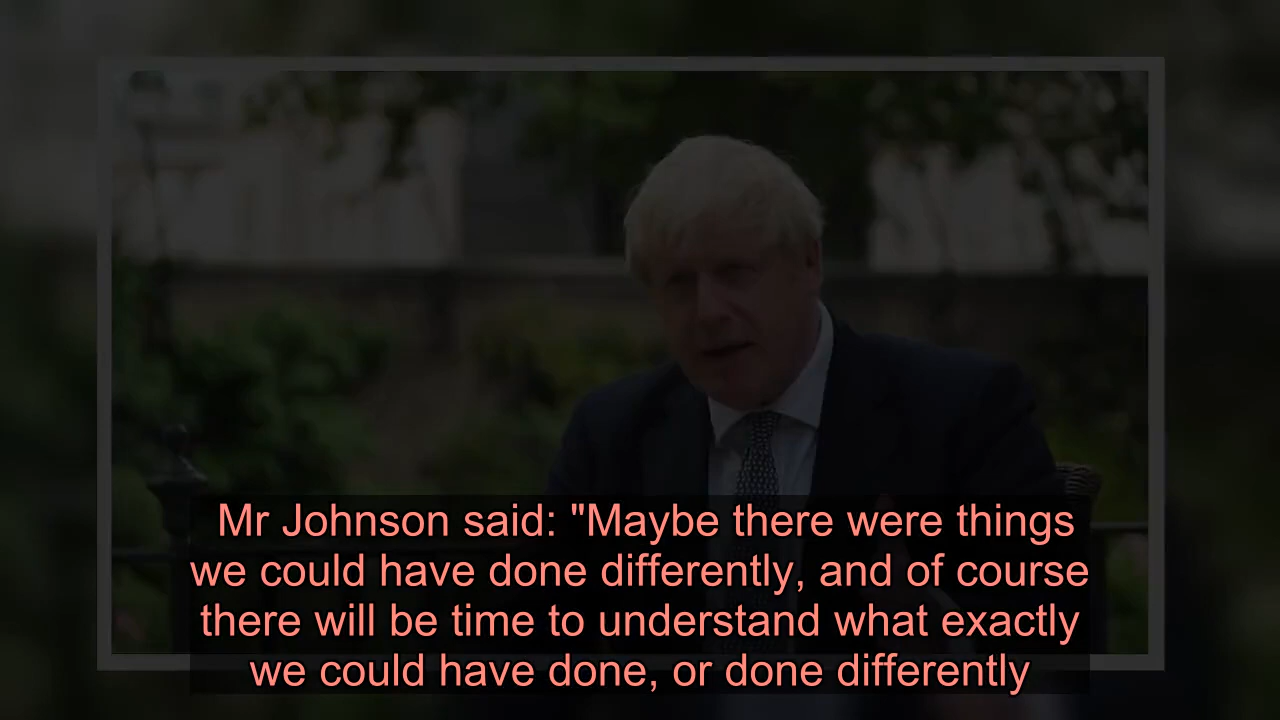 Mr Johnson said: "Maybe there were things
we could have done differently, and of course
there will be time to understand what exactly
we could have done, or done differently